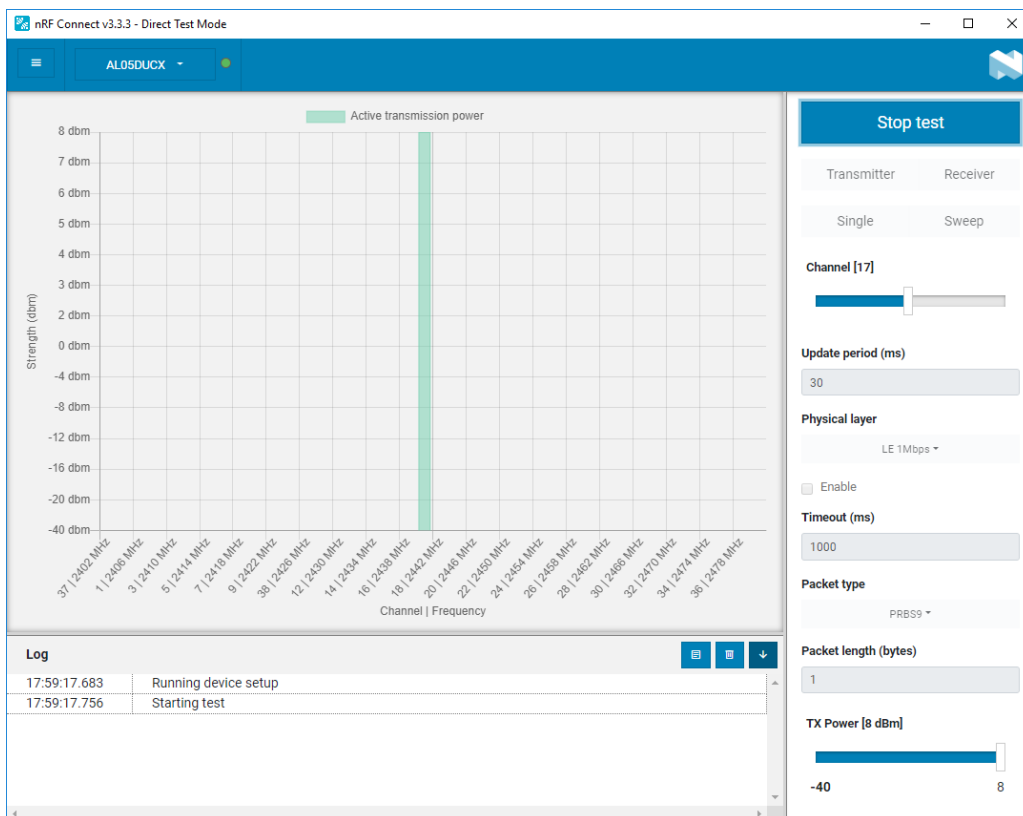 nRF Connect v3.3.3 - Direct Test Mode
AL05DUCX
Active transmission power
8 dbm
7 dbm
6 dbm
5 dbm
4 dbm
3 dbm
2 dbm
0 dbm
-4 dbm
-8 dbm
-12 dbm
-16 dbm
-20 dbm
-40 dbm
Strength (dbm)
37 | 2402 MHz
1 | 2406 MHz
3 | 2410 MHz
5 | 2414 MHz
7 | 2418 MHz
9 | 2422 MHz
38 | 2426 MHz
12 | 2430 MHz
14 | 2434 MHz
16 | 2438 MHz
18 | 2442 MHz
20 | 2446 MHz
22 | 2450 MHz
24 | 2454 MHz
26 | 2458 MHz
28 | 2462 MHz
30 | 2466 MHz
32 | 2470 MHz
34 | 2474 MHz
36 | 2478 MHz
Channel | Frequency
Log
17:59:17.683 Running device setup
17:59:17.756 Starting test
Stop test
Transmitter Receiver
Single Sweep
Channel [17]
Update period (ms)
30
Physical layer
LE 1Mbps
Enable
Timeout (ms)
1000
Packet type
PRBS9
Packet length (bytes)
1
TX Power [8 dBm]
-40 8